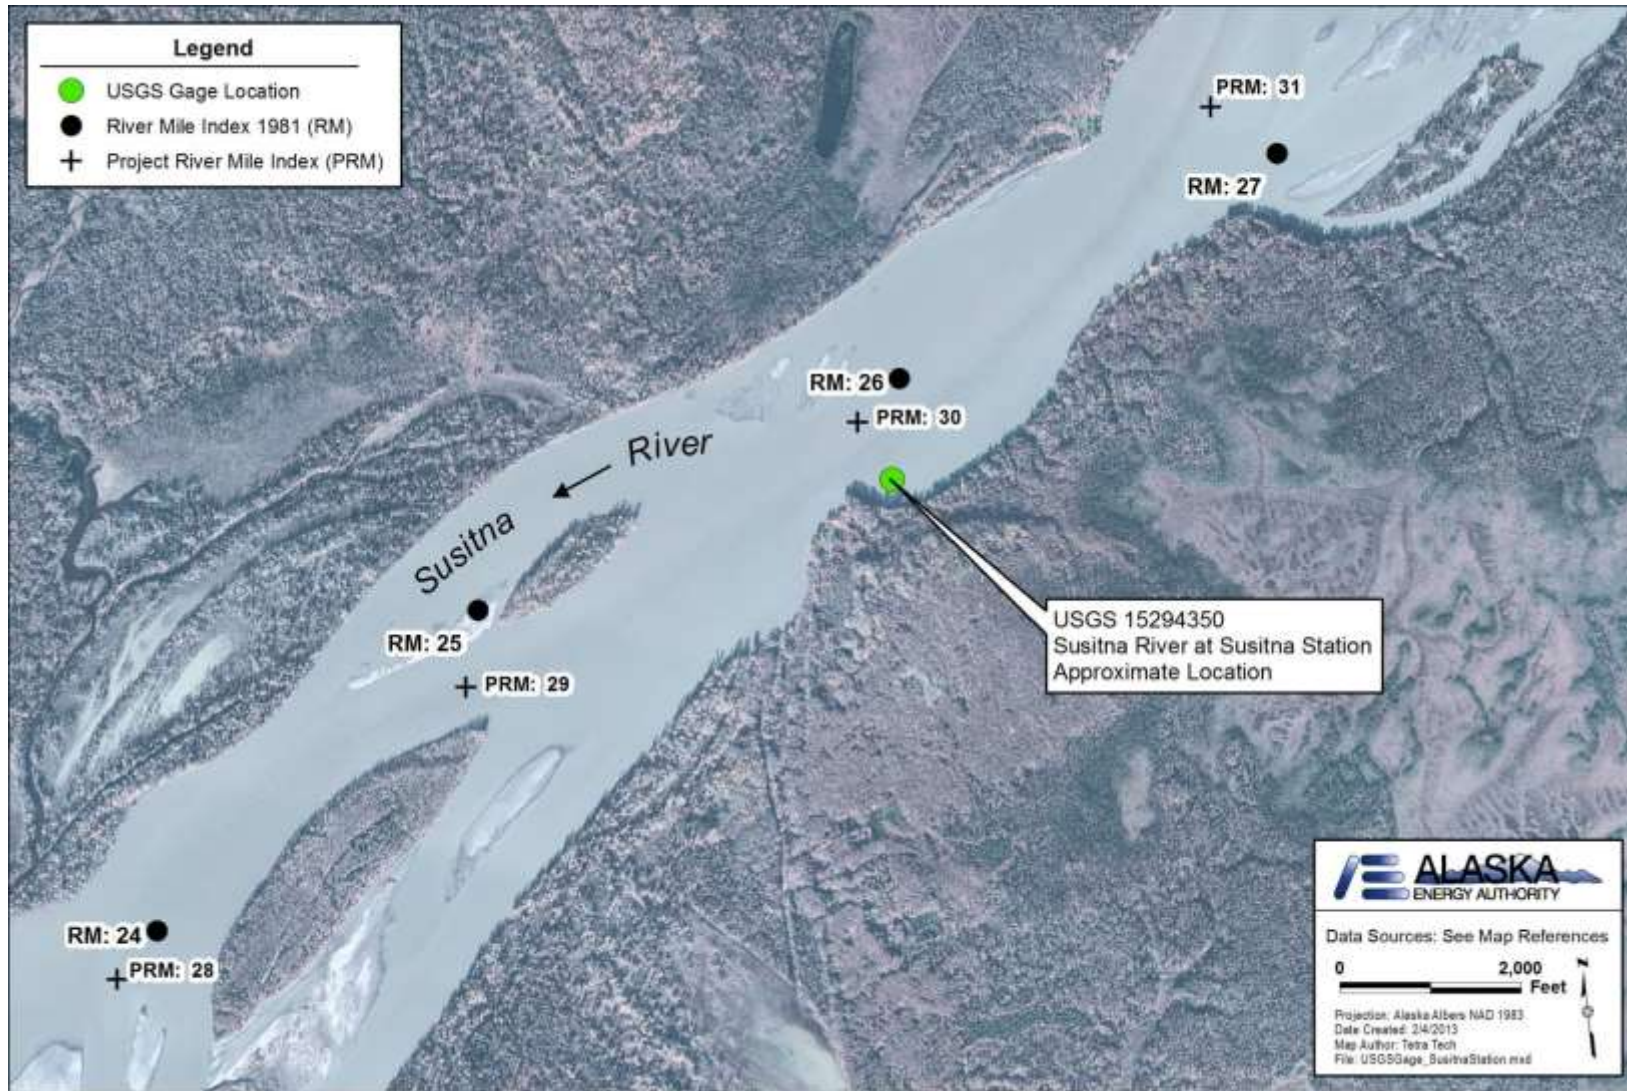 Legend
USGS Gage Location
River Mile Index 1981 (RM)
Project River Mile Index (PRM)
PRM: 31
RM: 27
RM: 26
PRM: 30
River
Susitna
RM: 25
PRM: 29
USGS 15294350
Susitna River at Susitna Station
Approximate Location
RM: 24
PRM: 28
ALASKA
ENERGY AUTHORITY
Data Sources: See Map References
0 2,000
Feet
N
Projection: Alaska Albers NAD 1983
Date Created: 2/4/2013
Map Author: Tetra Tech
File: USGSGage_SusitnaStation.mxd